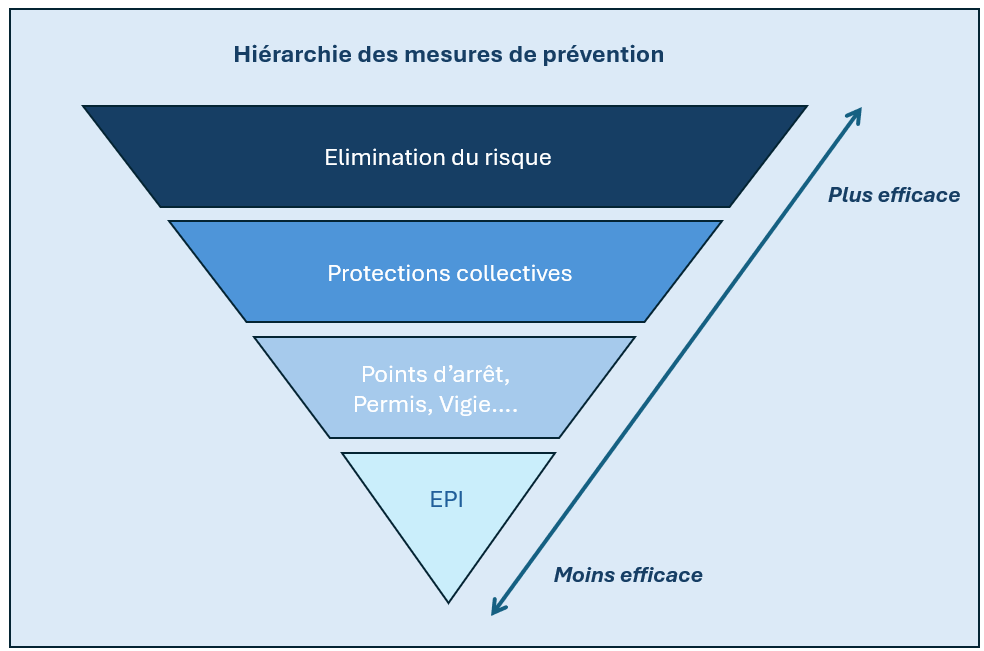 Hiérarchie des mesures de prévention
Elimination du risque
Plus efficace
Protections collectives
Points d’arrêt,
Permis, Vigie....
EPI
Moins efficace